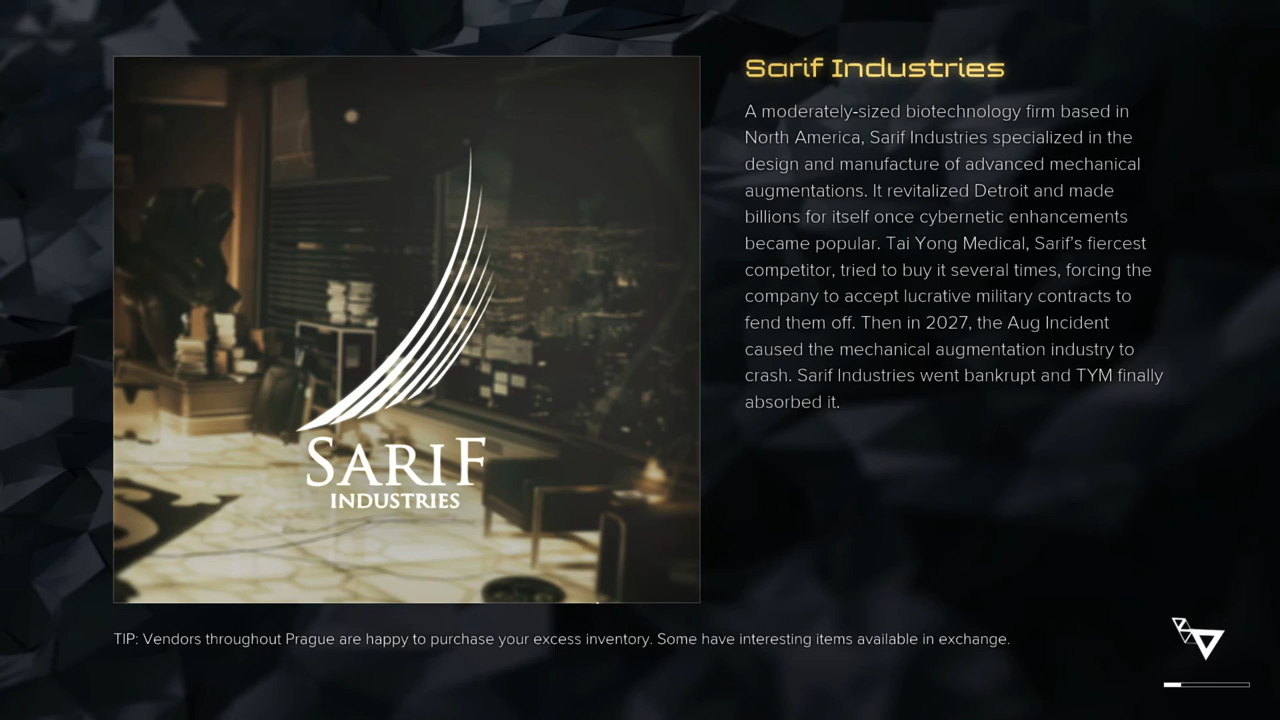 Sarif Industries
A moderately-sized biotechnology firm based in
North America, Sarif Industries specialized in the
design and manufacture of advanced mechanical
augmentations. It revitalized Detroit and made
billions for itself once cybernetic enhancements
became popular. Tai Yong Medical, Sarif's fiercest
competitor, tried to buy it several times, forcing the
company to accept lucrative military contracts to
fend them off. Then in 2027, the Aug Incident
caused the mechanical augmentation industry to
crash. Sarif Industries went bankrupt and TYM finally
absorbed it.
SARIF
INDUSTRIES
TIP: Vendors throughout Prague are happy to purchase your excess inventory. Some have interesting items available in exchange.